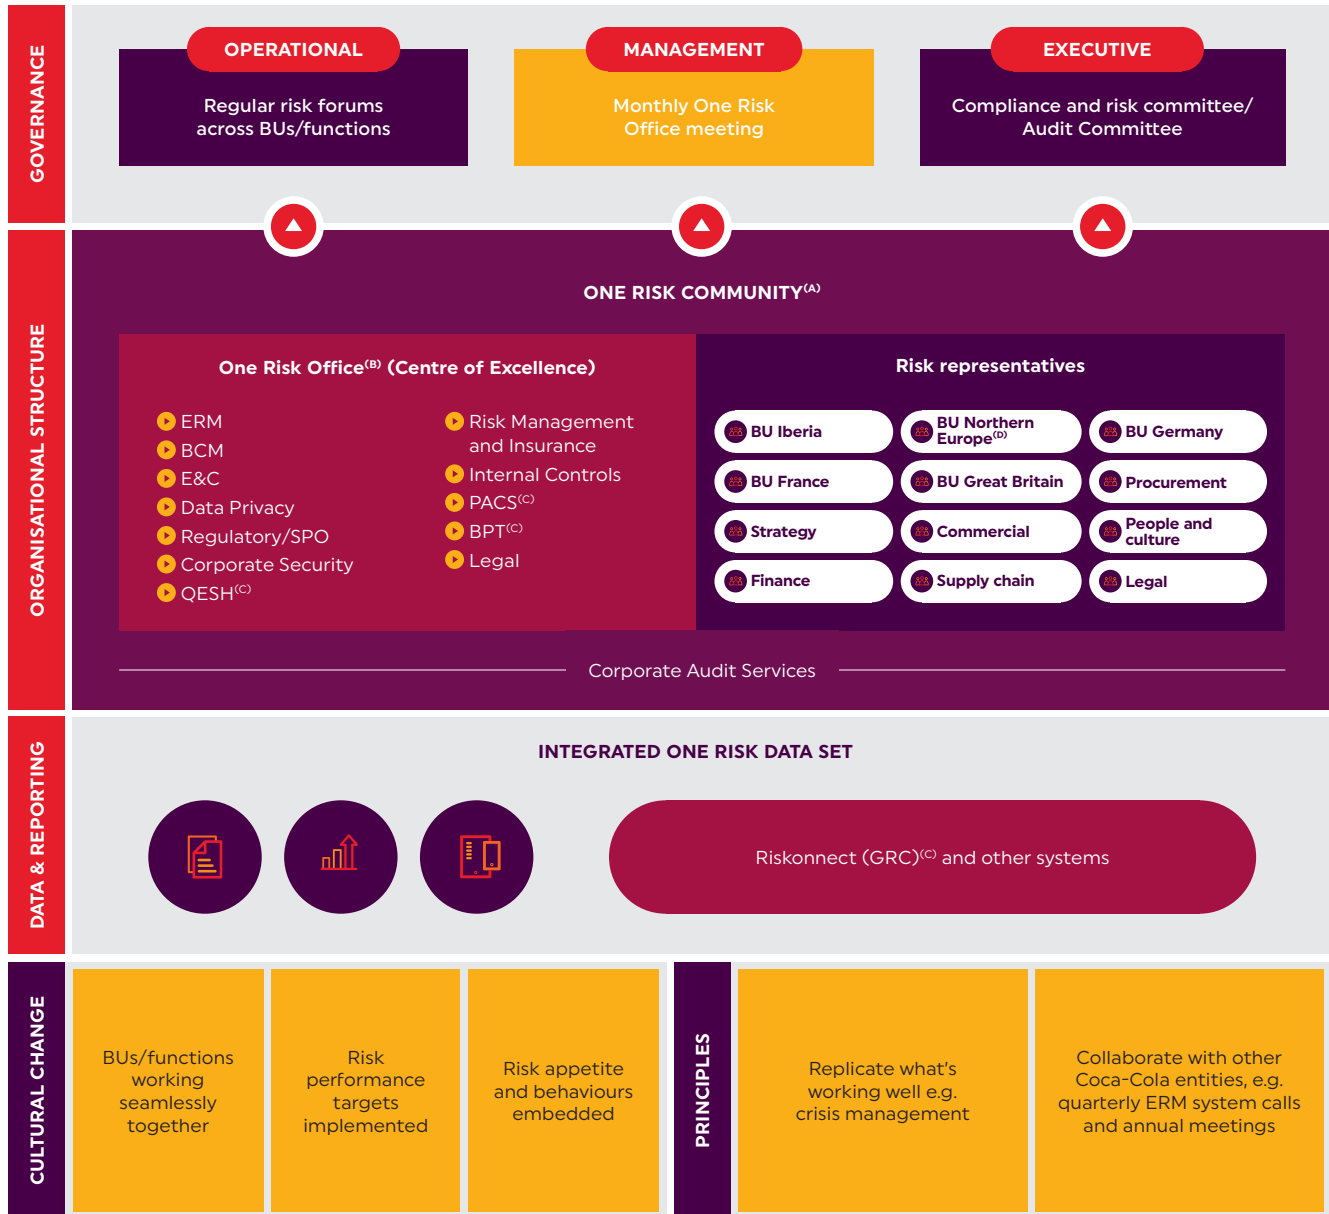 GOVERNANCE
OPERATIONAL
Regular risk forums
across BUs/functions
MANAGEMENT
Monthly One Risk
Office meeting
EXECUTIVE
Compliance and risk committee/
Audit Committee
ORGANISATIONAL STRUCTURE
ONE RISK COMMUNITY(A)
One Risk Office(B) (Centre of Excellence)
ERM
BCM
E&C
Data Privacy
Regulatory/SPO
Corporate Security
QESH(C)
Risk Management
and Insurance
Internal Controls
PACS(C)
BPT(C)
Legal
Risk representatives
BU Iberia
BU Northern
Europe(D)
BU Germany
BU France
BU Great Britain
Procurement
Strategy
Commercial
People and
culture
Finance
Supply chain
Legal
Corporate Audit Services
DATA & REPORTING
INTEGRATED ONE RISK DATA SET
Riskonnect (GRC)(C) and other systems
CULTURAL CHANGE
BUs/functions
working
seamlessly
together
Risk
performance
targets
implemented
Risk appetite
and behaviours
embedded
PRINCIPLES
Replicate what's
working well e.g.
crisis management
Collaborate with other
Coca-Cola entities, e.g.
quarterly ERM system calls
and annual meetings